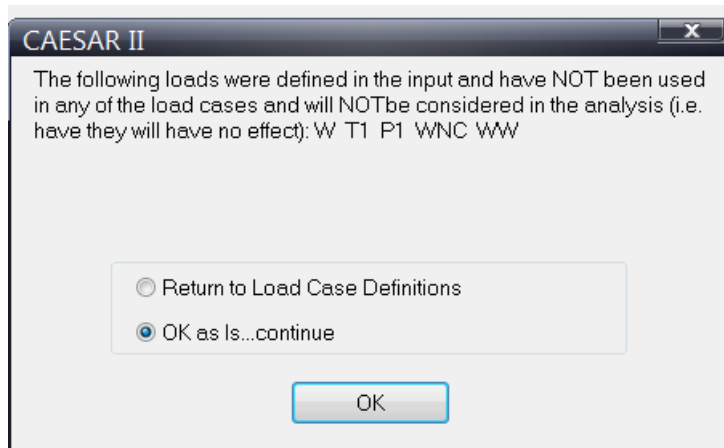 CAESAR II
x
The following loads were defined in the input and have NOT been used
in any of the load cases and will NOTbe considered in the analysis (i.e.
have they will have no effect): W T1 P1 WNC WW
Return to Load Case Definitions
OK as Is...continue
OK